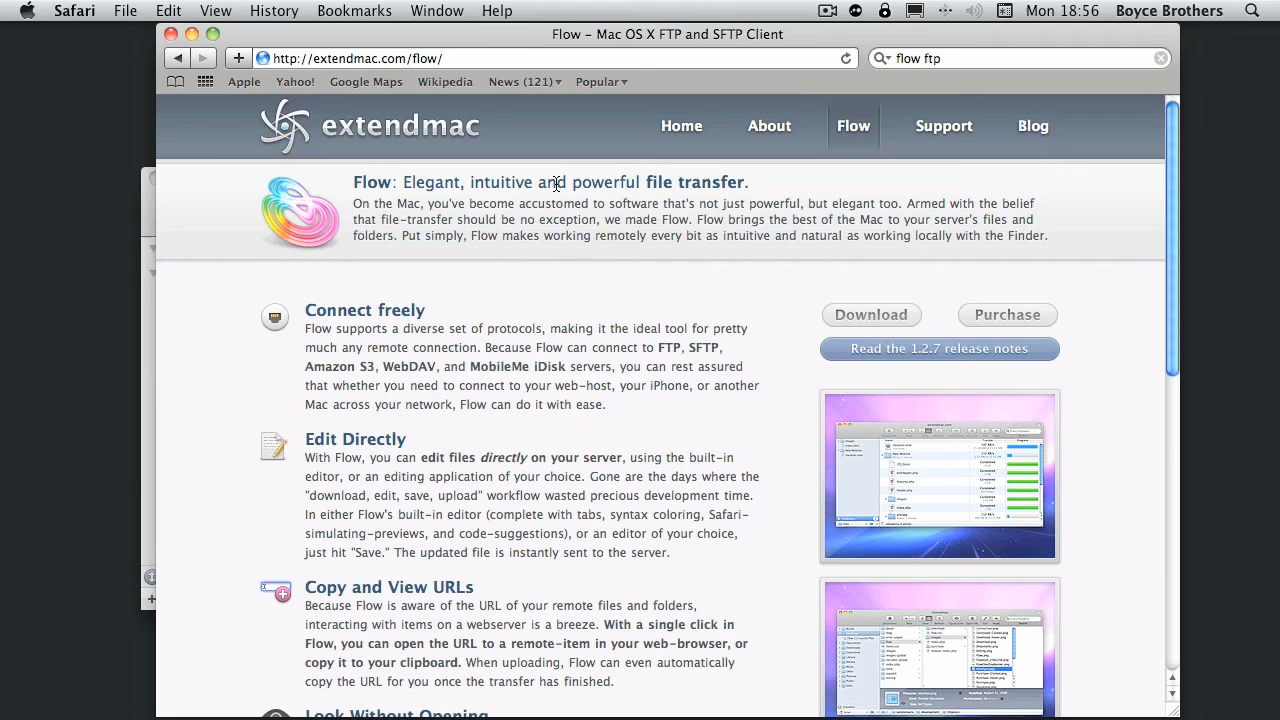 Safari File Edit View History Bookmarks Window Help Mon 18:56 Boyce Brothers
Flow – Mac OS X FTP and SFTP Client
http://extendmac.com/flow/ flow ftp
Apple Yahoo! Google Maps Wikipedia News (121) Popular
extendmac Home About Flow Support Blog
Flow: Elegant, intuitive and powerful file transfer.
On the Mac, you've become accustomed to software that's not just powerful, but elegant too. Armed with the belief
that file-transfer should be no exception, we made Flow. Flow brings the best of the Mac to your server's files and
folders. Put simply, Flow makes working remotely every bit as intuitive and natural as working locally with the Finder.
Connect freely
Flow supports a diverse set of protocols, making it the ideal tool for pretty
much any remote connection. Because Flow can connect to FTP, SFTP,
Amazon S3, WebDAV, and MobileMe iDisk servers, you can rest assured
that whether you need to connect to your web-host, your iPhone, or another
Mac across your network, Flow can do it with ease.
Download Purchase
Read the 1.2.7 release notes
Edit Directly
With Flow, you can edit files directly on your server, using the built-in
editor, or an editing application of your choice. Gone are the days where the
"download, edit, save, upload" workflow wasted precious development time.
In either Flow's built-in editor (complete with tabs, syntax coloring, Safari-
simulating-previews, and code-suggestions), or an editor of your choice,
just hit "Save." The updated file is instantly sent to the server.
Copy and View URLs
Because Flow is aware of the URL of your remote files and folders,
interacting with items on a webserver is a breeze. With a single click in
Flow, you can open the URL to a remote-item in your web-browser, or
copy it to your clipboard. When uploading, Flow can even automatically
copy the URL for you once the transfer has finished.
Look Without Opening